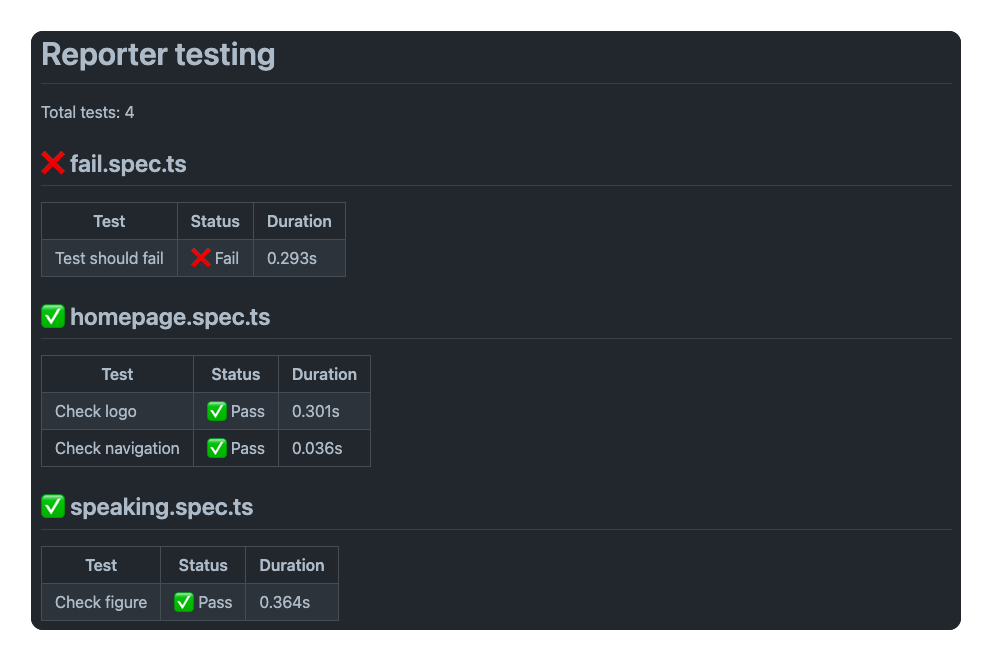 Reporter testing
Total tests: 4
❌ fail.spec.ts
Test Status Duration
Test should fail ❌ Fail 0.293s
✅ homepage.spec.ts
Test Status Duration
Check logo ✅ Pass 0.301s
Check navigation ✅ Pass 0.036s
✅ speaking.spec.ts
Test Status Duration
Check figure ✅ Pass 0.364s